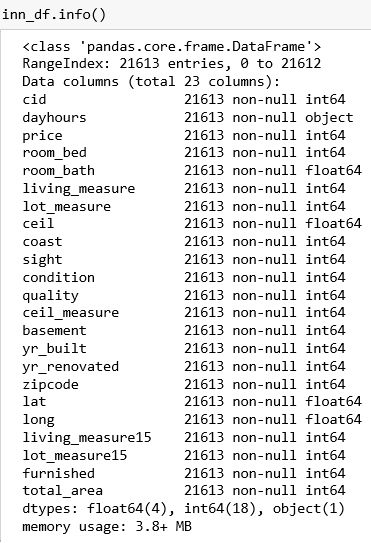 inn_df.info()
<class 'pandas.core.frame.DataFrame'>
RangeIndex: 21613 entries, 0 to 21612
Data columns (total 23 columns):
cid                 21613 non-null int64
dayhours            21613 non-null object
price               21613 non-null int64
room_bed            21613 non-null int64
room_bath           21613 non-null float64
living_measure      21613 non-null int64
lot_measure         21613 non-null int64
ceil                21613 non-null float64
coast               21613 non-null int64
sight               21613 non-null int64
condition           21613 non-null int64
quality             21613 non-null int64
ceil_measure        21613 non-null int64
basement            21613 non-null int64
yr_built            21613 non-null int64
yr_renovated        21613 non-null int64
zipcode             21613 non-null int64
lat                 21613 non-null float64
long                21613 non-null float64
living_measure15    21613 non-null int64
lot_measure15       21613 non-null int64
furnished           21613 non-null int64
total_area          21613 non-null int64
dtypes: float64(4), int64(18), object(1)
memory usage: 3.8+ MB